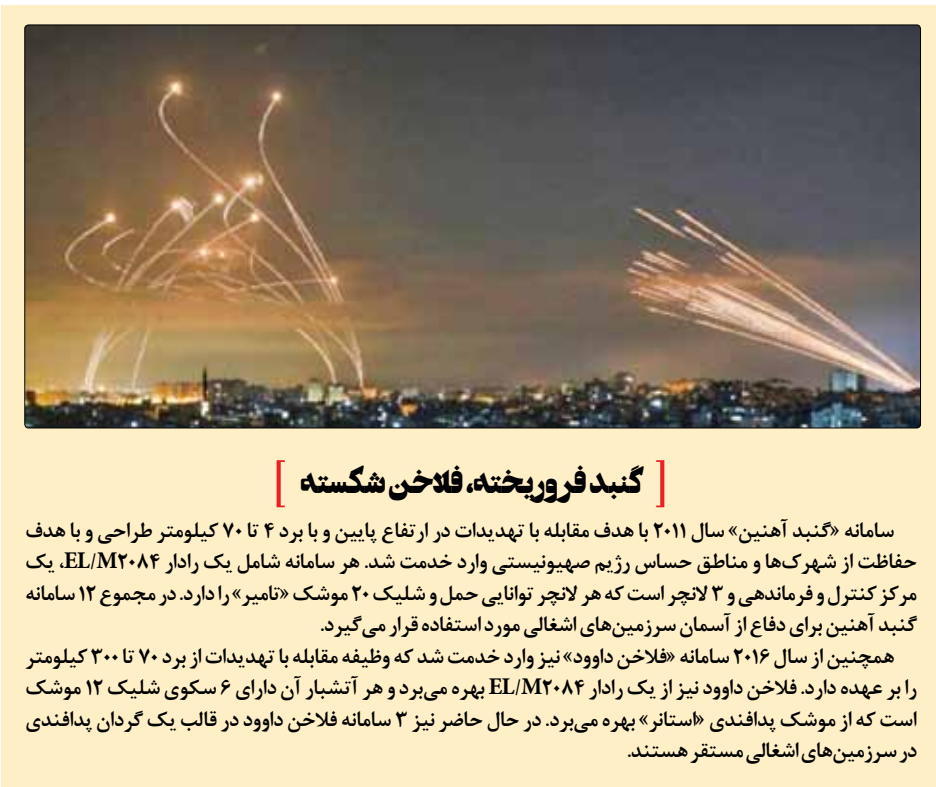 [ گنبد فروریخته، فلاخن شکسته ]
سامانه «گنبد آهنین» سال ۲۰۱۱ با هدف مقابله با تهدیدات در ارتفاع پایین و با برد ۴ تا ۷۰ کیلومتر طراحی و با هدف
حفاظت از شهرک‌ها و مناطق حساس رژیم صهیونیستی وارد خدمت شد. هر سامانه شامل یک رادار EL/M۲۰۸۴، یک
مرکز کنترل و فرماندهی و ۳ لانچر است که هر لانچر توانایی حمل و شلیک ۲۰ موشک «تامیر» را دارد. در مجموع ۱۲ سامانه
گنبد آهنین برای دفاع از آسمان سرزمین‌های اشغالی مورد استفاده قرار می‌گیرد.
همچنین از سال ۲۰۱۶ سامانه «فلاخن داوود» نیز وارد خدمت شد که وظیفه مقابله با تهدیدات از برد ۷۰ تا ۳۰۰ کیلومتر
را بر عهده دارد. فلاخن داوود نیز از یک رادار EL/M۲۰۸۴ بهره می‌برد و هر آتشبار آن دارای ۶ سکوی شلیک ۱۲ موشک
است که از موشک پدافندی «استانر» بهره می‌برد. در حال حاضر نیز ۳ سامانه فلاخن داوود در قالب یک گردان پدافندی
در سرزمین‌های اشغالی مستقر هستند.